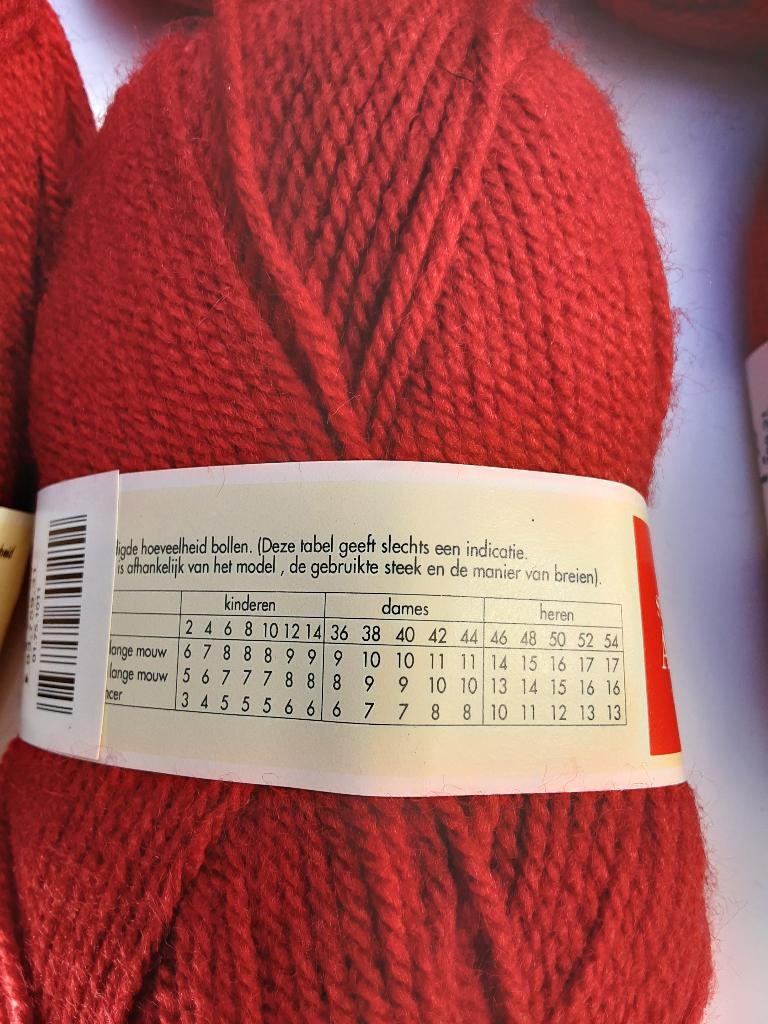 igde hoeveelheid bollen. (Deze tabel geeft slechts een indicatie.
is afhankelijk van het model , de gebruikte steek en de manier van breien).
kinderen dames heren
2 4 6 8 10 12 14 36 38 40 42 44 46 48 50 52 54
lange mouw 6 7 8 8 8 9 9 9 10 10 11 11 14 15 16 17 17
lange mouw 5 6 7 7 7 8 8 8 9 9 10 10 13 14 15 16 16
cer 3 4 5 5 5 6 6 6 7 7 8 8 10 11 12 13 13